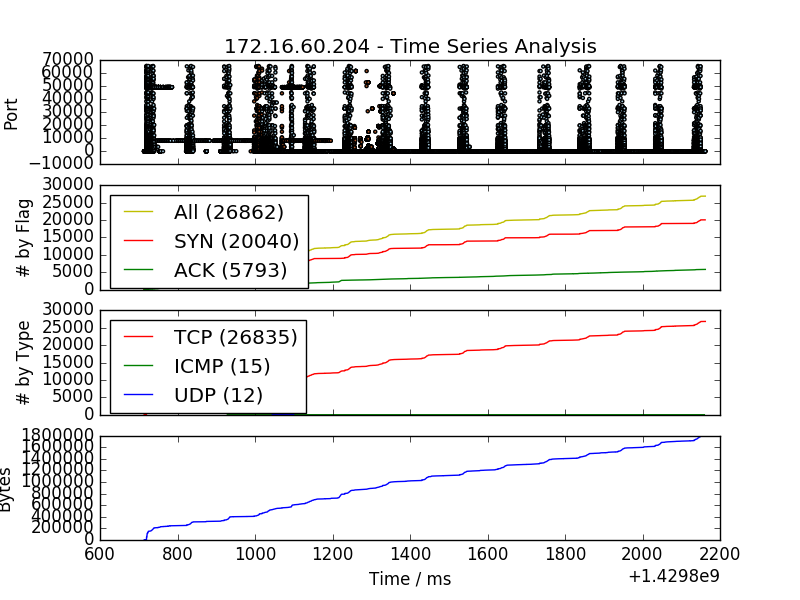 172.16.60.204 - Time Series Analysis
70000
60000
50000
40000
30000
20000
10000
0
−10000
Port
30000
25000
20000
15000
10000
5000
0
# by Flag
All (26862)
SYN (20040)
ACK (5793)
30000
25000
20000
15000
10000
5000
0
# by Type
TCP (26835)
ICMP (15)
UDP (12)
1800000
1600000
1400000
1200000
1000000
800000
600000
400000
200000
0
Bytes
600 800 1000 1200 1400 1600 1800 2000 2200
Time / ms
+1.4298e9